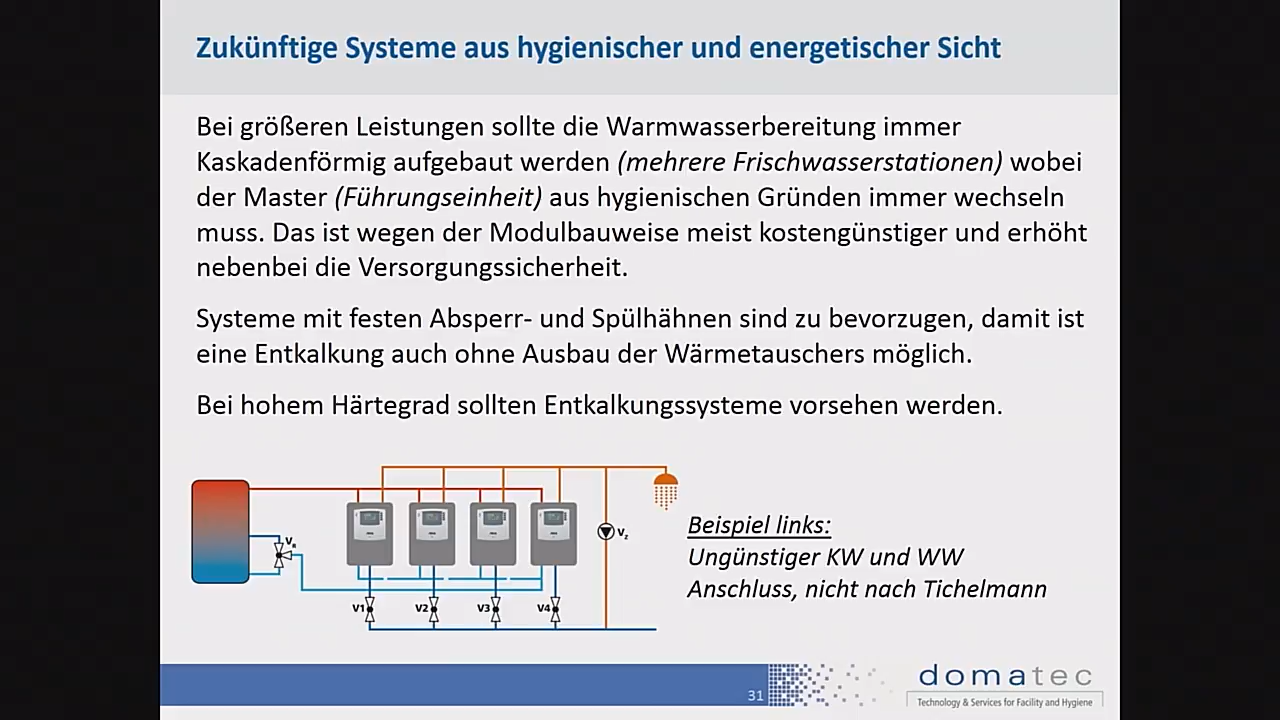 Zukünftige Systeme aus hygienischer und energetischer Sicht
Bei größeren Leistungen sollte die Warmwasserbereitung immer
Kaskadenförmig aufgebaut werden (mehrere Frischwasserstationen) wobei
der Master (Führungseinheit) aus hygienischen Gründen immer wechseln
muss. Das ist wegen der Modulbauweise meist kostengünstiger und erhöht
nebenbei die Versorgungssicherheit.
Systeme mit festen Absperr- und Spülhähnen sind zu bevorzugen, damit ist
eine Entkalkung auch ohne Ausbau der Wärmetauschers möglich.
Bei hohem Härtegrad sollten Entkalkungssysteme vorsehen werden.
VR
Vz
V1
V2
V3
V4
Beispiel links:
Ungünstiger KW und WW
Anschluss, nicht nach Tichelmann
31
domatec
Technology & Services for Facility and Hygiene